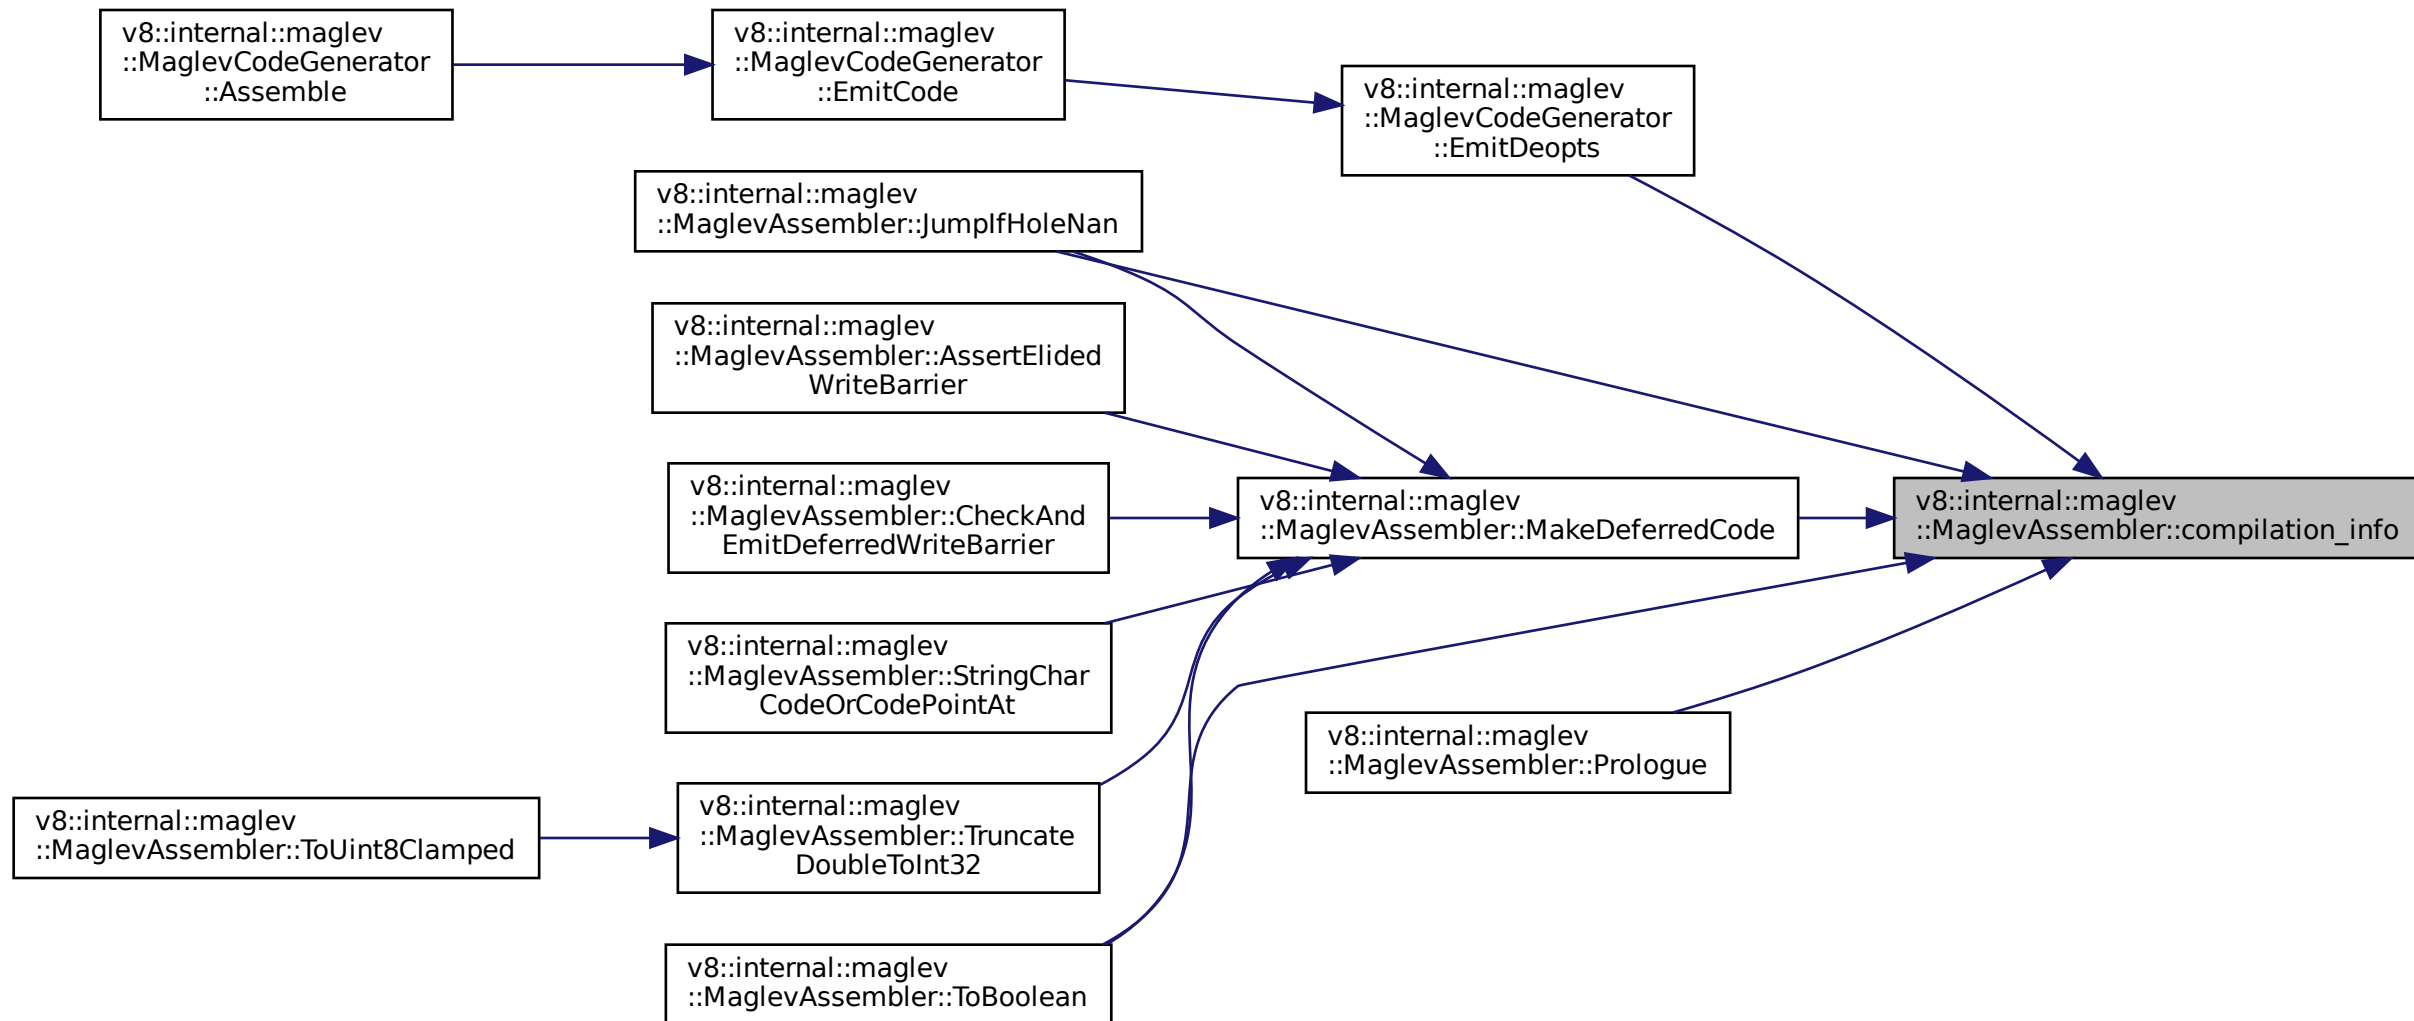 v8::internal::maglev
::MaglevCodeGenerator
::Assemble
v8::internal::maglev
::MaglevCodeGenerator
::EmitCode
v8::internal::maglev
::MaglevCodeGenerator
::EmitDeopts
v8::internal::maglev
::MaglevAssembler::JumpIfHoleNan
v8::internal::maglev
::MaglevAssembler::AssertElided
WriteBarrier
v8::internal::maglev
::MaglevAssembler::CheckAnd
EmitDeferredWriteBarrier
v8::internal::maglev
::MaglevAssembler::MakeDeferredCode
v8::internal::maglev
::MaglevAssembler::compilation_info
v8::internal::maglev
::MaglevAssembler::StringChar
CodeOrCodePointAt
v8::internal::maglev
::MaglevAssembler::Prologue
v8::internal::maglev
::MaglevAssembler::ToUint8Clamped
v8::internal::maglev
::MaglevAssembler::Truncate
DoubleToInt32
v8::internal::maglev
::MaglevAssembler::ToBoolean